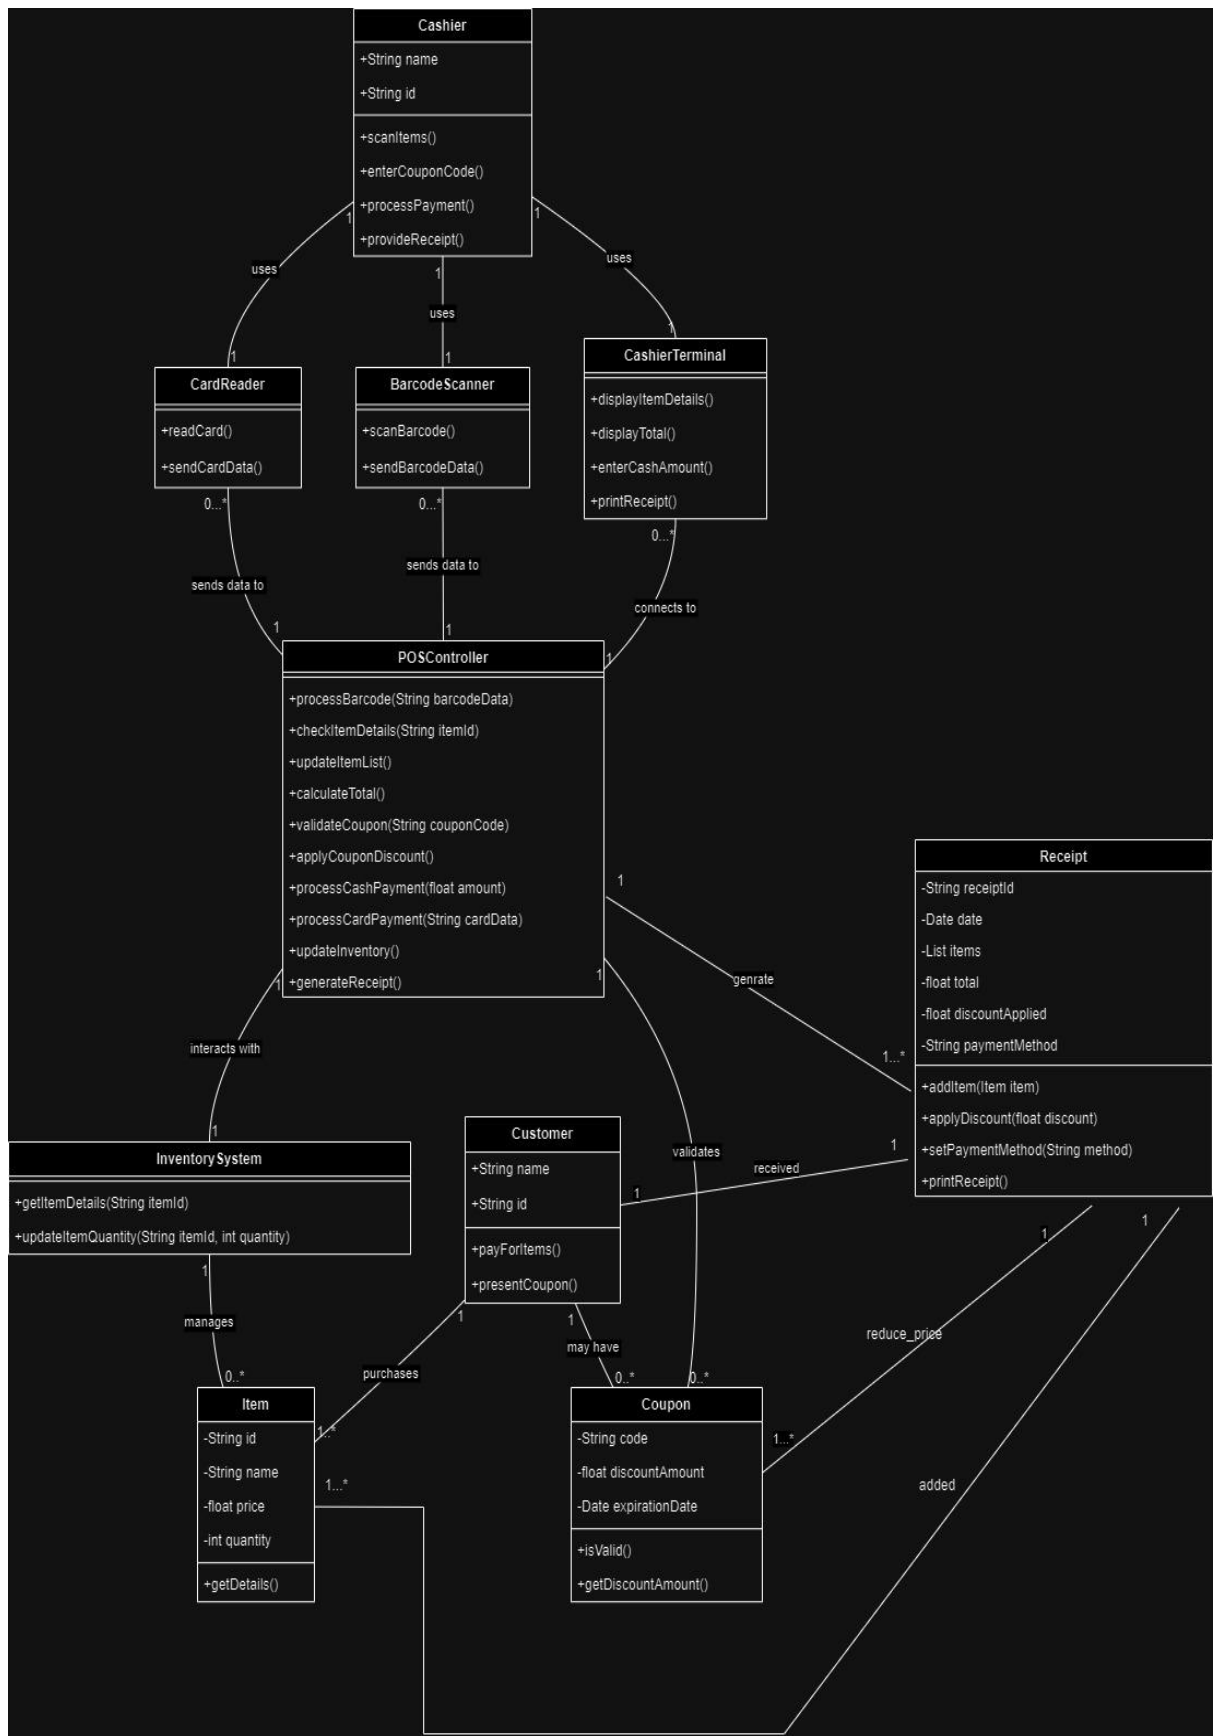 Cashier
+String name
+String id
+scanItems()
+enterCouponCode()
+processPayment()
+provideReceipt()
1
1
1
uses
uses
uses
1
1
1
CardReader
+readCard()
+sendCardData()
BarcodeScanner
+scanBarcode()
+sendBarcodeData()
CashierTerminal
+displayItemDetails()
+displayTotal()
+enterCashAmount()
+printReceipt()
0...*
0...*
0...*
sends data to
sends data to
connects to
1
1
1
POSController
+processBarcode(String barcodeData)
+checkItemDetails(String itemId)
+updateItemList()
+calculateTotal()
+validateCoupon(String couponCode)
+applyCouponDiscount()
+processCashPayment(float amount)
+processCardPayment(String cardData)
+updateInventory()
+generateReceipt()
1
1
1
genrate
1...*
Receipt
-String receiptId
-Date date
-List items
-float total
-float discountApplied
-String paymentMethod
+addItem(Item item)
+applyDiscount(float discount)
+setPaymentMethod(String method)
+printReceipt()
interacts with
1
InventorySystem
+getItemDetails(String itemId)
+updateItemQuantity(String itemId, int quantity)
Customer
+String name
+String id
+payForItems()
+presentCoupon()
validates
received
1
1
1
1
1
1
1
manages
purchases
may have
reduce_price
0..*
1..*
0..*
0..*
1...*
1...*
added
Item
-String id
-String name
-float price
-int quantity
+getDetails()
Coupon
-String code
-float discountAmount
-Date expirationDate
+isValid()
+getDiscountAmount()